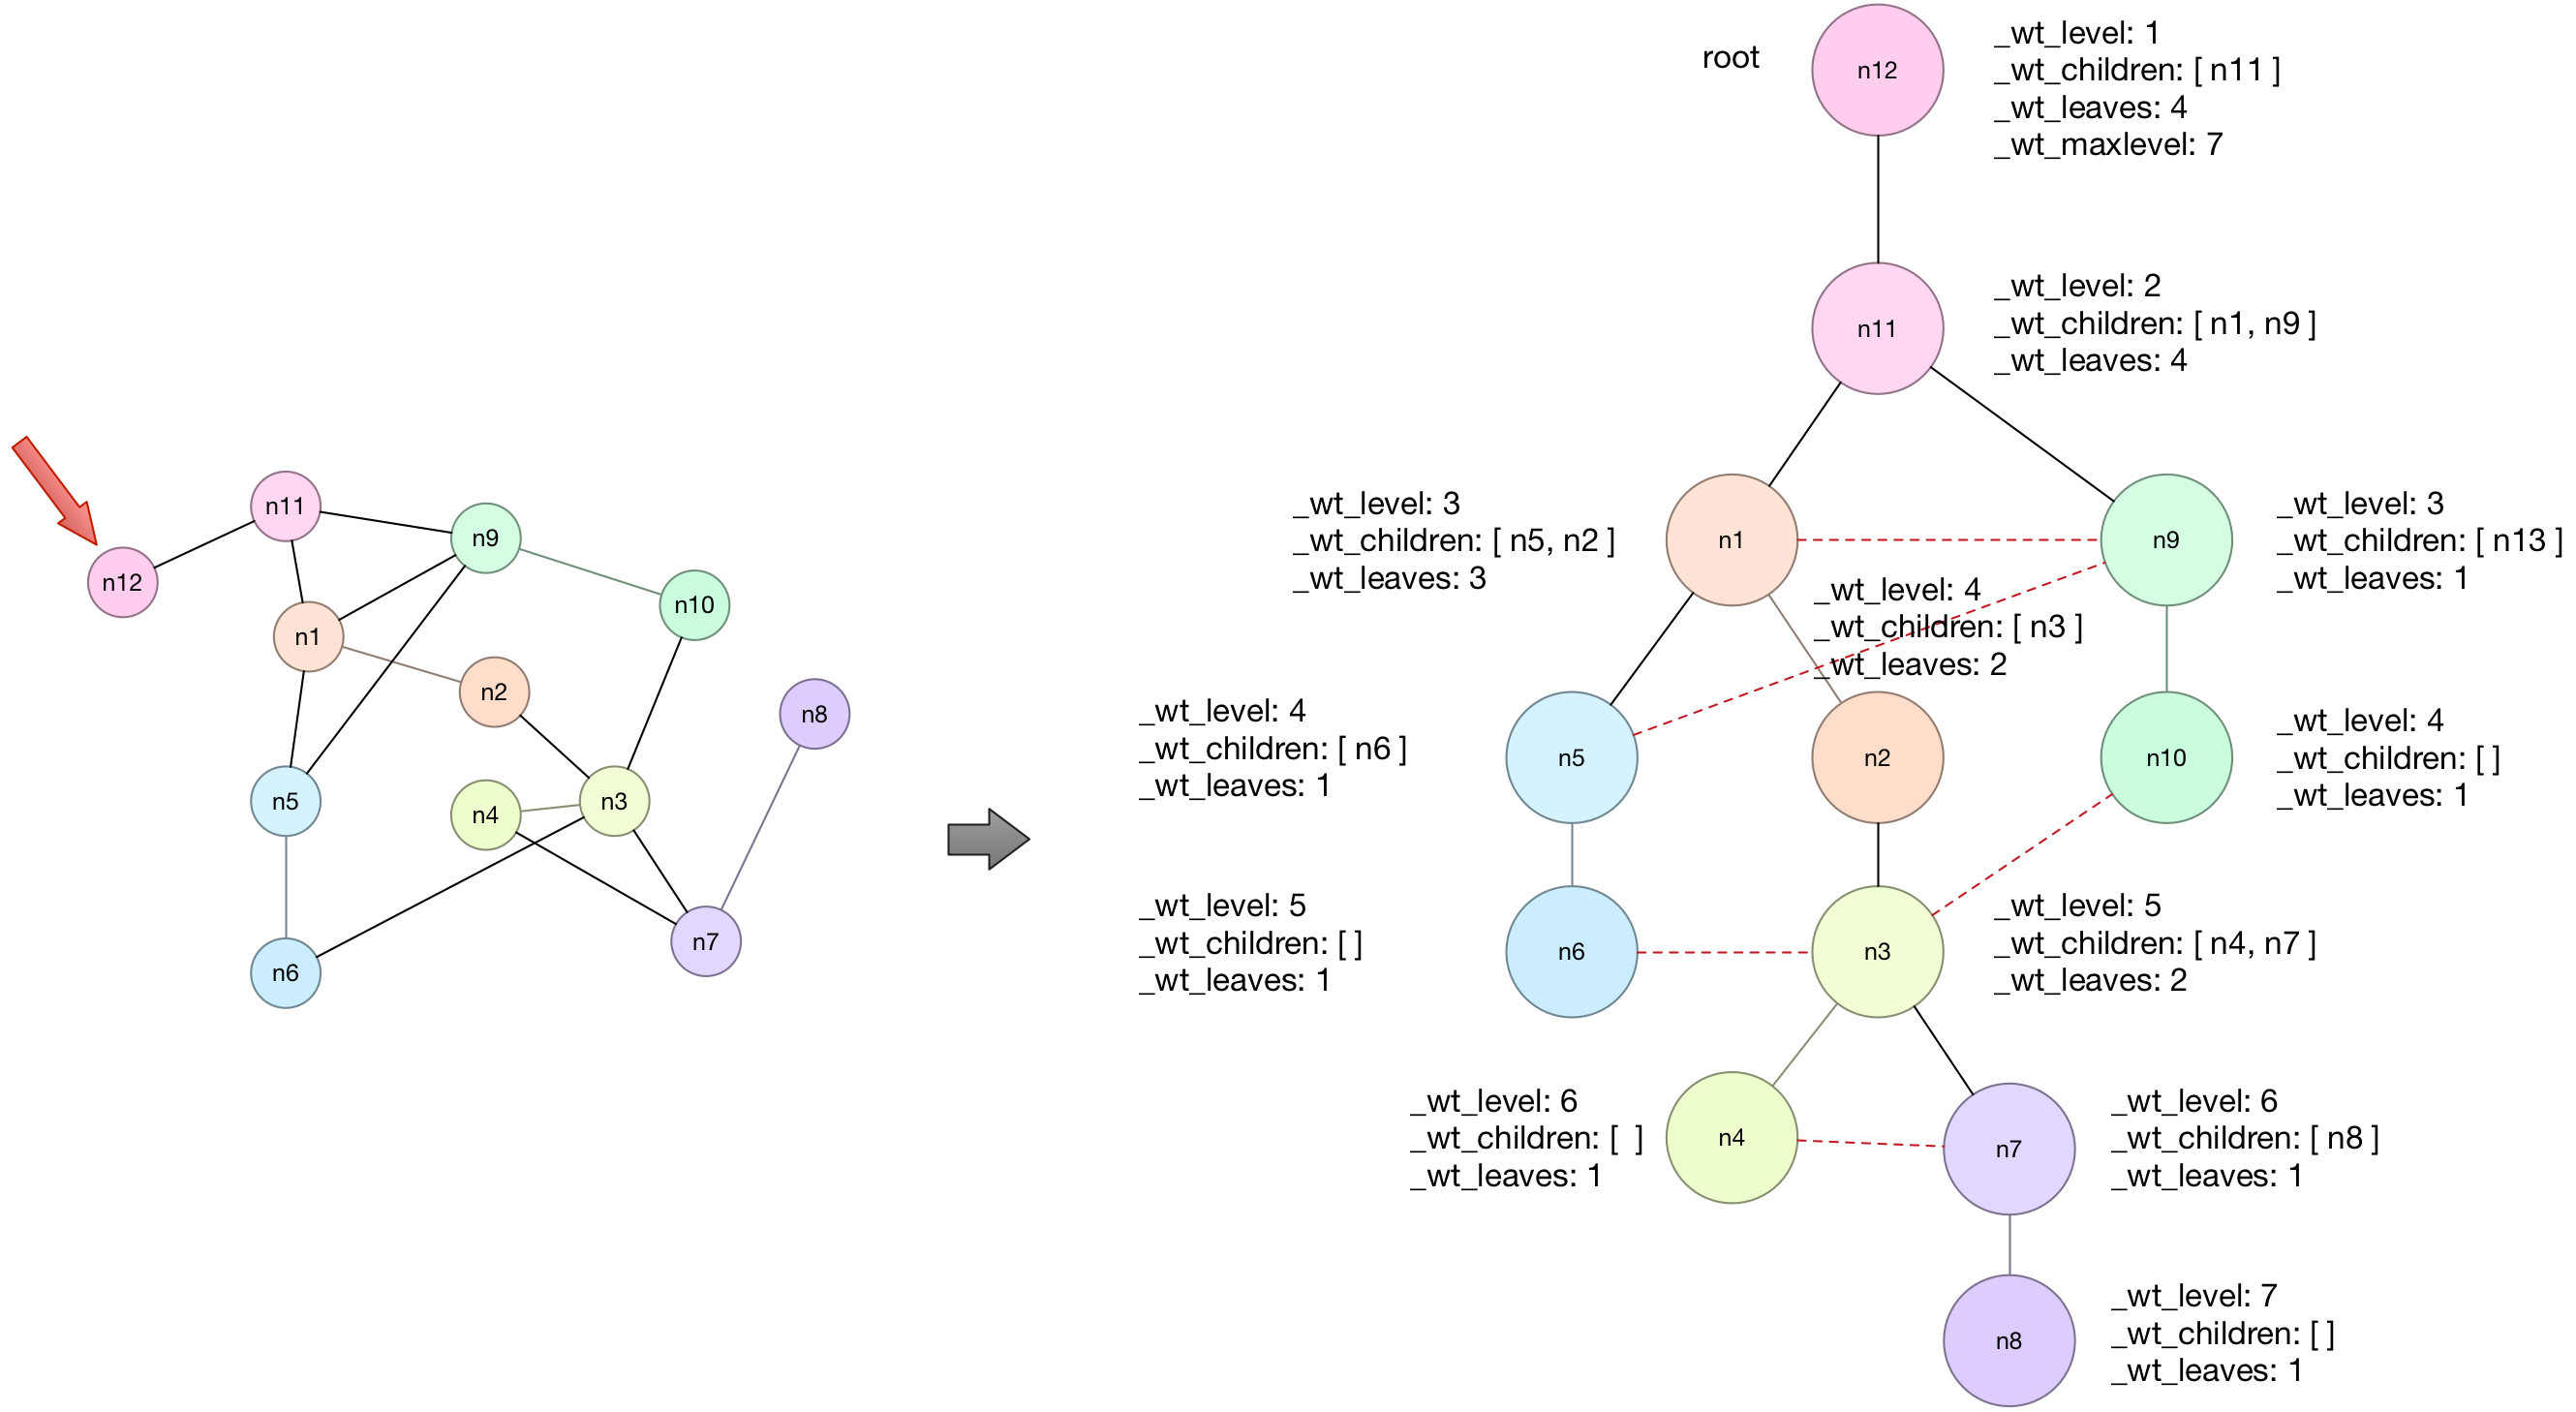 n11
n9
n12
n10
n1
n2
n8
n5
n4
n3
n7
n6
root
n12
_wt_level: 1
_wt_children: [ n11 ]
_wt_leaves: 4
_wt_maxlevel: 7
n11
_wt_level: 2
_wt_children: [ n1, n9 ]
_wt_leaves: 4
_wt_level: 3
_wt_children: [ n5, n2 ]
_wt_leaves: 3
n1
n9
_wt_level: 3
_wt_children: [ n13 ]
_wt_leaves: 1
_wt_level: 4
_wt_children: [ n3 ]
_wt_leaves: 2
_wt_level: 4
_wt_children: [ n6 ]
_wt_leaves: 1
n5
n2
n10
_wt_level: 4
_wt_children: [ ]
_wt_leaves: 1
_wt_level: 5
_wt_children: [ ]
_wt_leaves: 1
n6
n3
_wt_level: 5
_wt_children: [ n4, n7 ]
_wt_leaves: 2
_wt_level: 6
_wt_children: [  ]
_wt_leaves: 1
n4
n7
_wt_level: 6
_wt_children: [ n8 ]
_wt_leaves: 1
n8
_wt_level: 7
_wt_children: [ ]
_wt_leaves: 1